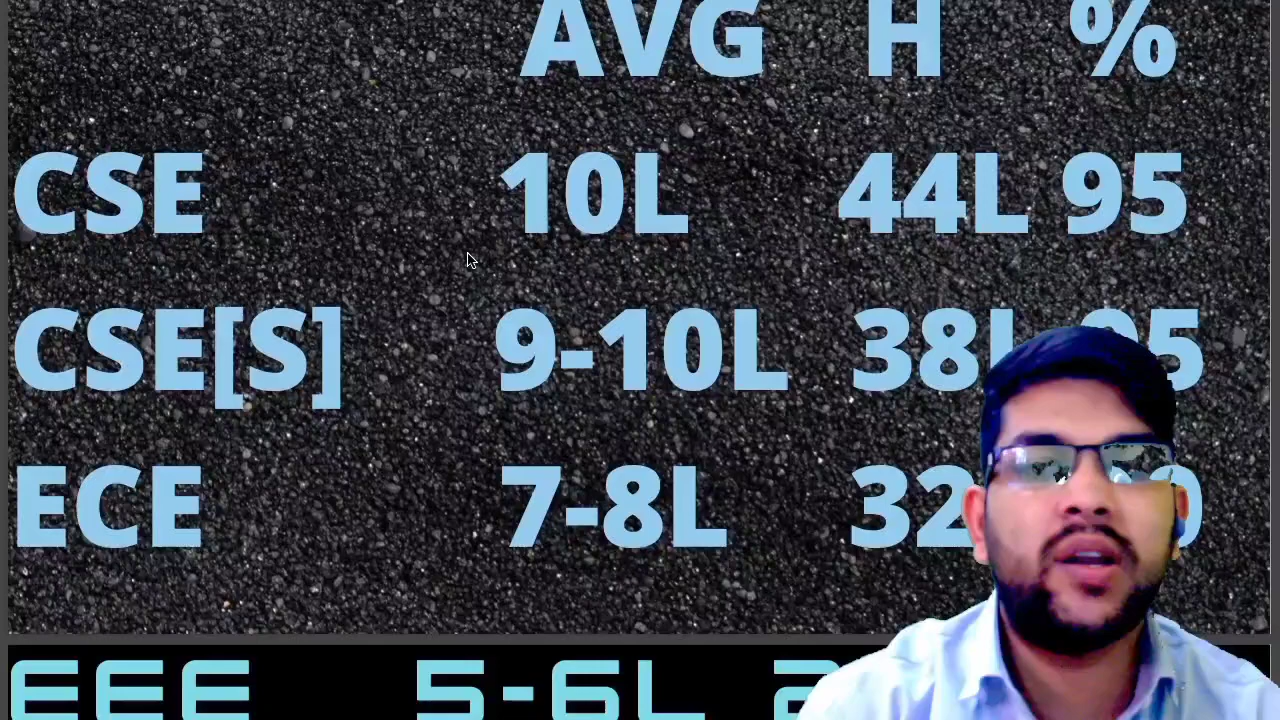 AVG H %
CSE 10L 44L 95
CSE[S] 9-10L 38L
ECE 7-8L 32
EEE 5-6L